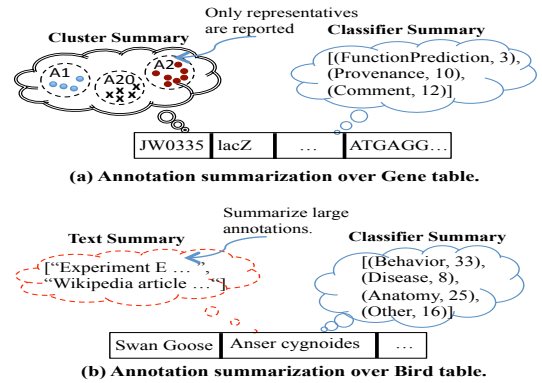 Only representatives
are reported
Cluster Summary
A1
A20
A2
Classifier Summary
[(FunctionPrediction, 3),
(Provenance, 10),
(Comment, 12)]
JW0335 lacZ … ATGAGG…
(a) Annotation summarization over Gene table.
Summarize large
annotations.
Text Summary
[“Experiment E … ”,
“Wikipedia article …“]
Classifier Summary
[(Behavior, 33),
(Disease, 8),
(Anatomy, 25),
(Other, 16)]
Swan Goose Anser cygnoides …
(b) Annotation summarization over Bird table.